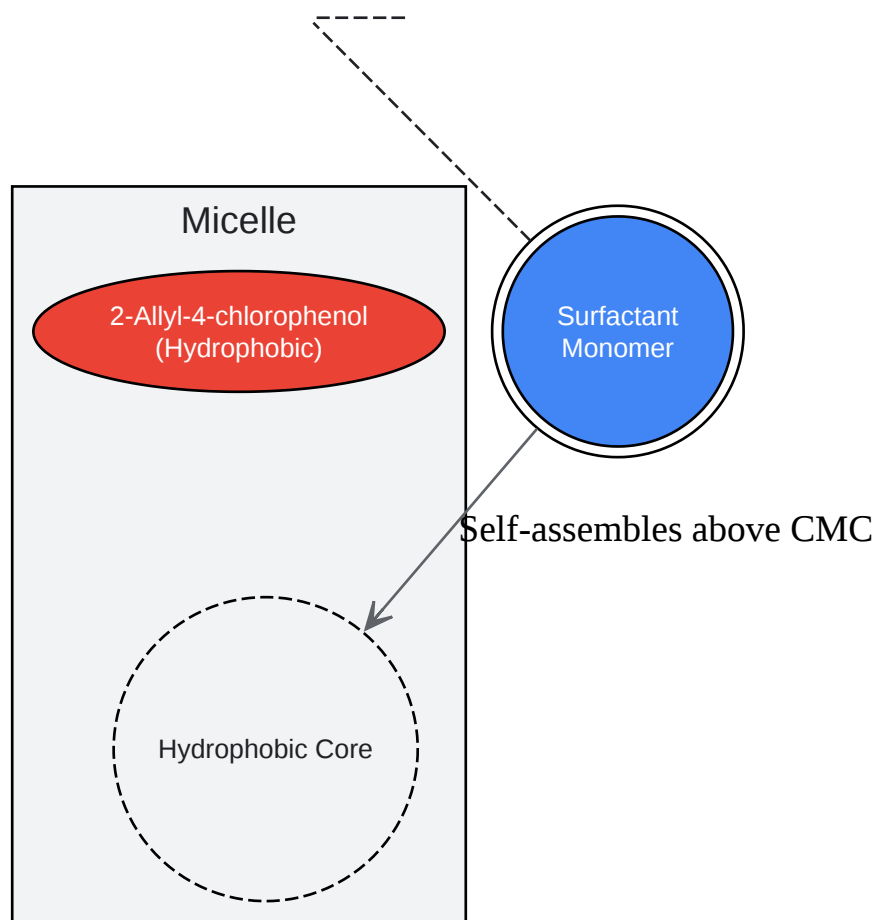 Micelle
2-Allyl-4-chlorophenol
(Hydrophobic)
Surfactant
Monomer
Self-assembles above CMC
Hydrophobic Core